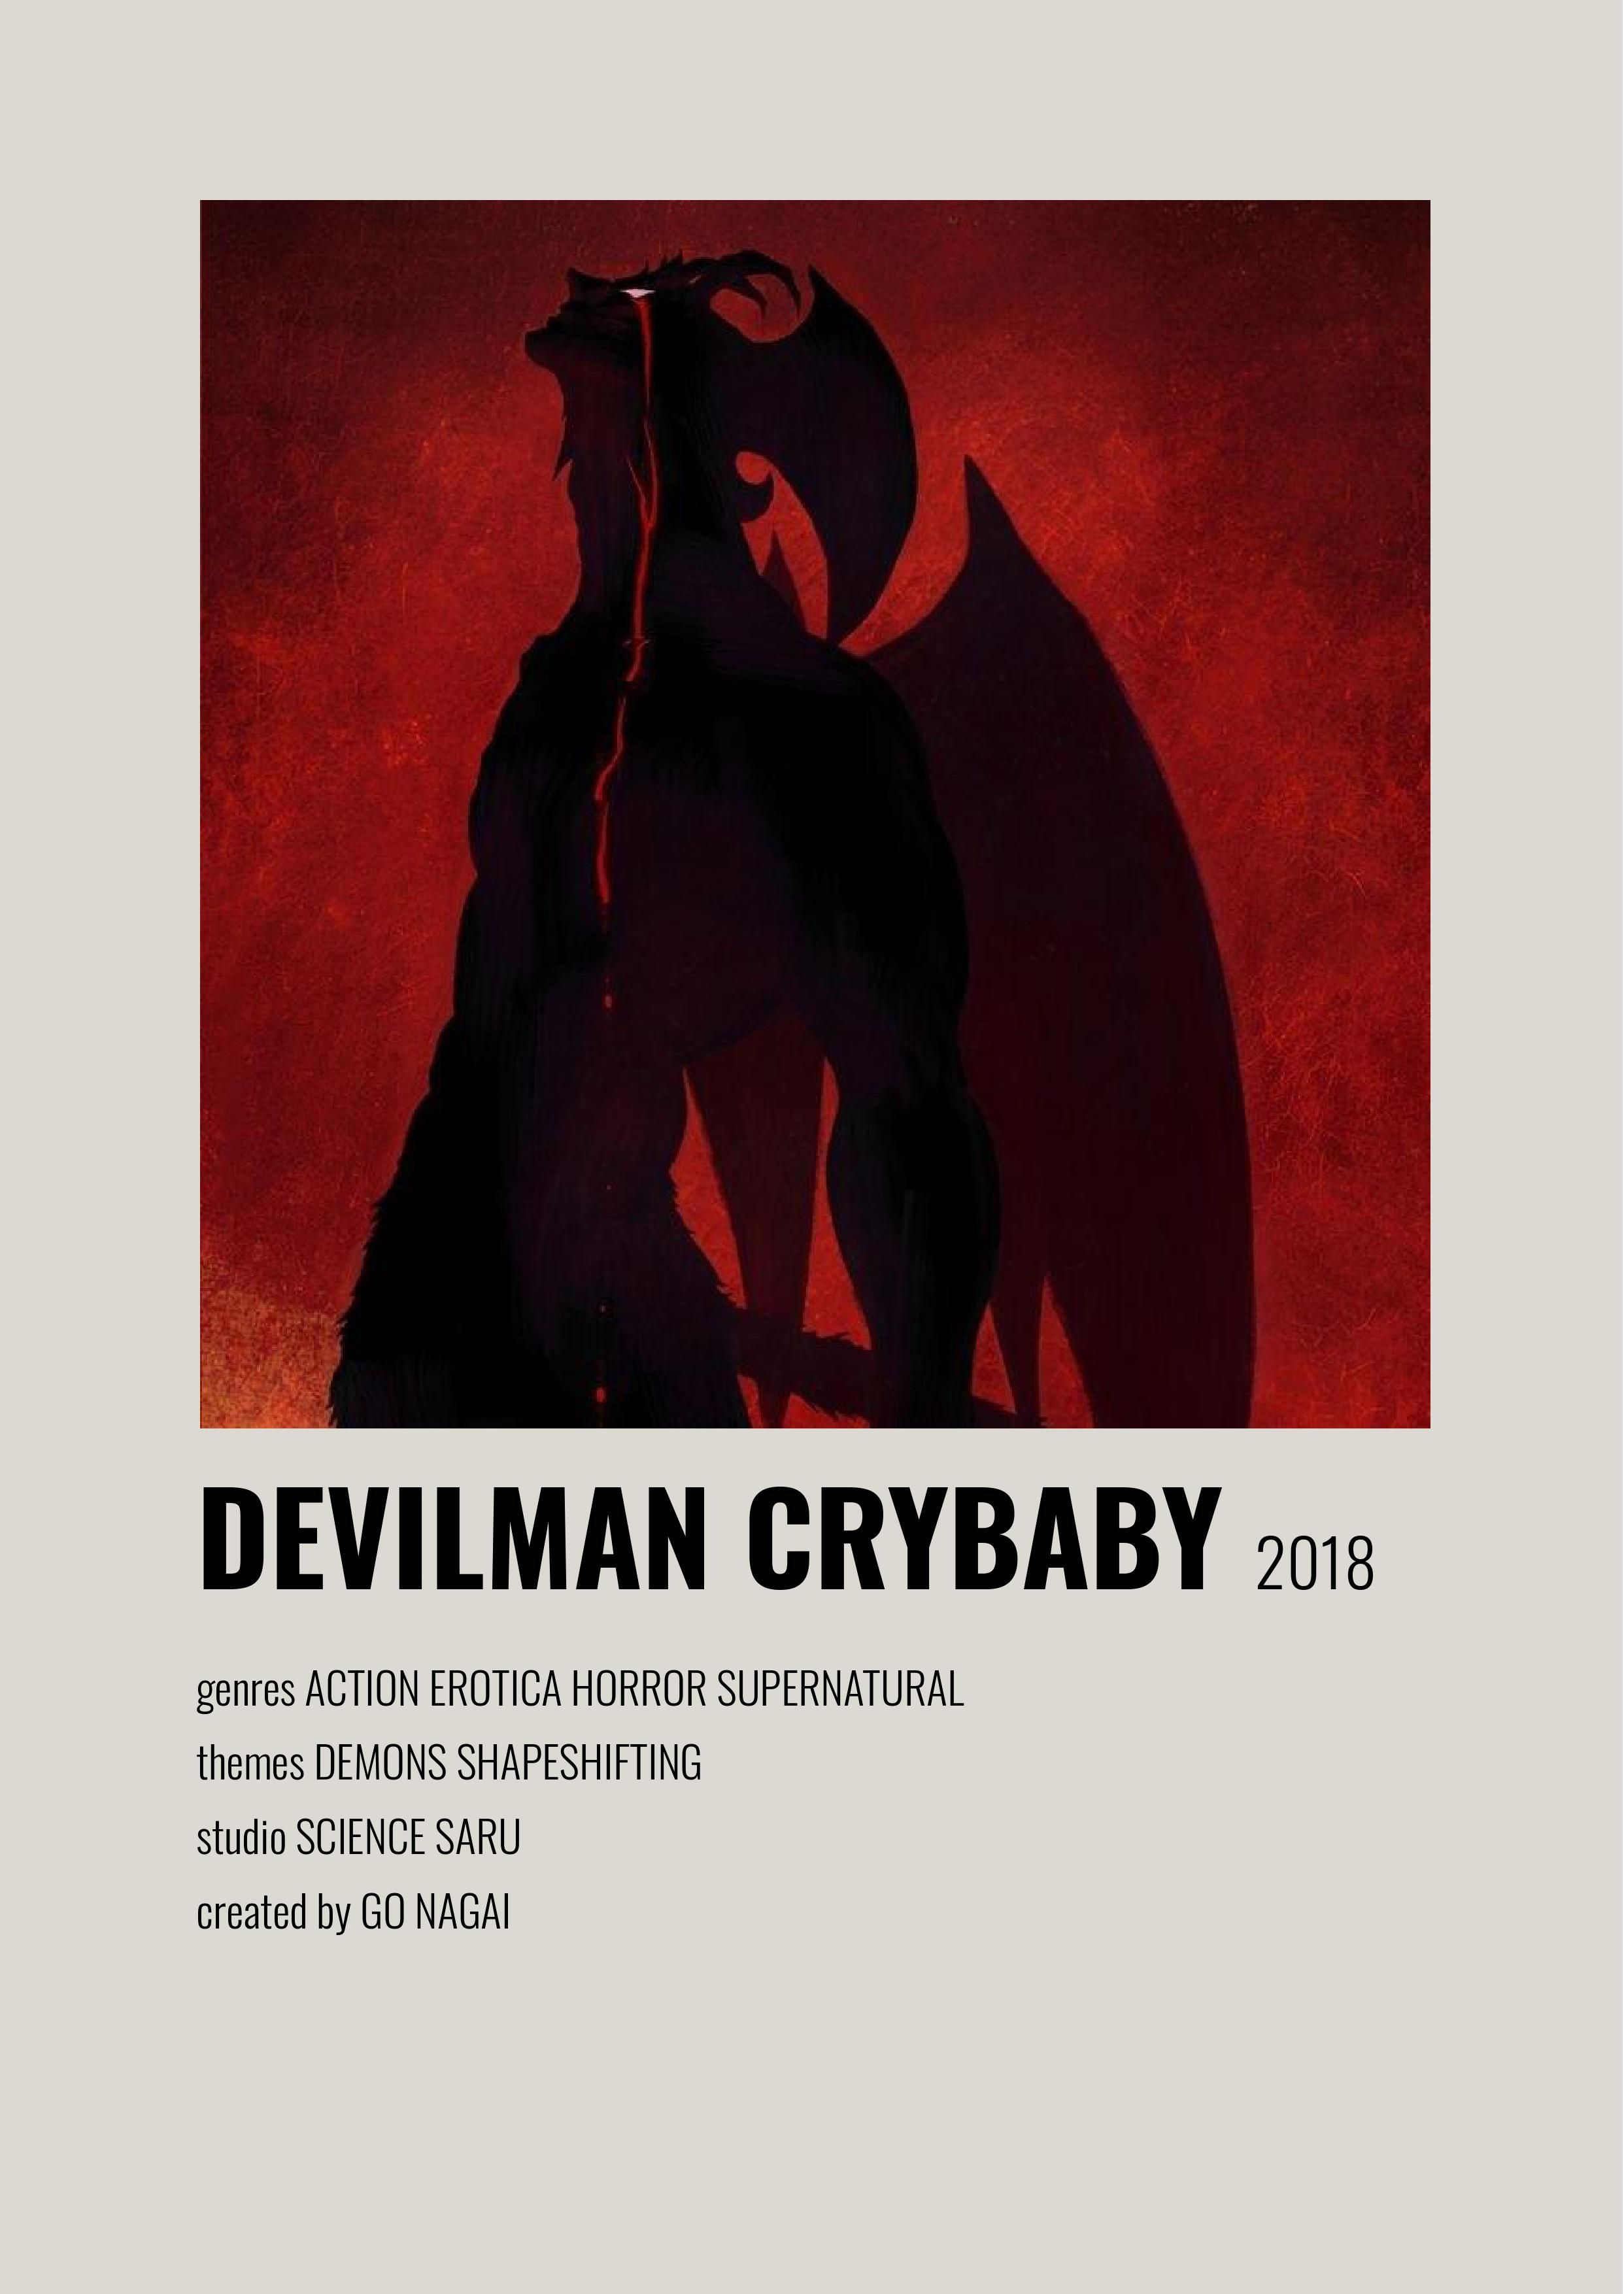 DEVILMAN CRYBABY 2018
genres ACTION EROTICA HORROR SUPERNATURAL
themes DEMONS SHAPESHIFTING
studio SCIENCE SARU
created by GO NAGAI